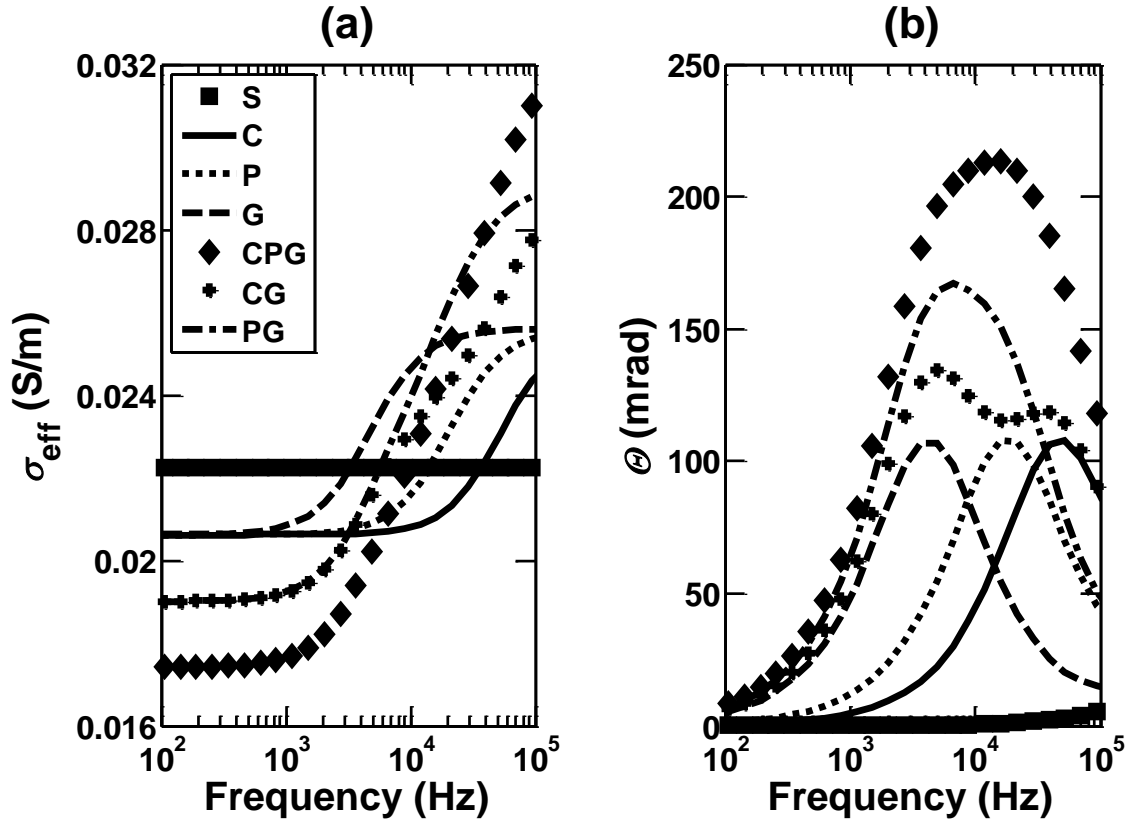 (a)
0.032
0.028
0.024
0.02
0.016
σeff (S/m)
S
C
P
G
CPG
CG
PG
10² 10³ 10⁴ 10⁵
Frequency (Hz)
(b)
250
200
150
100
50
0
Θ (mrad)
10² 10³ 10⁴ 10⁵
Frequency (Hz)